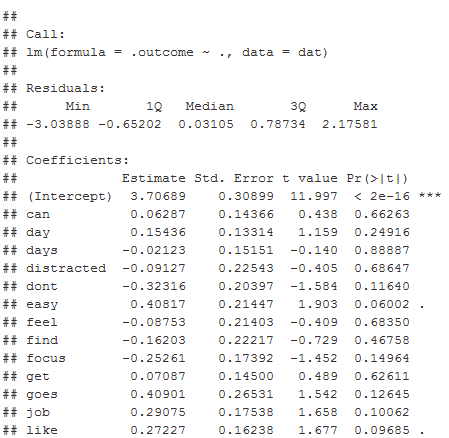 ##
## Call:
## lm(formula = .outcome ~ ., data = dat)
##
## Residuals:
##      Min       1Q   Median       3Q      Max
## -3.03888 -0.65202  0.03105  0.78734  2.17581
##
## Coefficients:
##             Estimate Std. Error t value Pr(>|t|)
## (Intercept)  3.70689    0.30899  11.997  < 2e-16 ***
## can          0.06287    0.14366   0.438  0.66263
## day          0.15436    0.13314   1.159  0.24916
## days        -0.02123    0.15151  -0.140  0.88887
## distracted  -0.09127    0.22543  -0.405  0.68647
## dont        -0.32316    0.20397  -1.584  0.11640
## easy         0.40817    0.21447   1.903  0.06002 .
## feel        -0.08753    0.21403  -0.409  0.68350
## find        -0.16203    0.22217  -0.729  0.46758
## focus       -0.25261    0.17392  -1.452  0.14964
## get          0.07087    0.14500   0.489  0.62611
## goes         0.40901    0.26531   1.542  0.12645
## job          0.29075    0.17538   1.658  0.10062
## like         0.27227    0.16238   1.677  0.09685 .